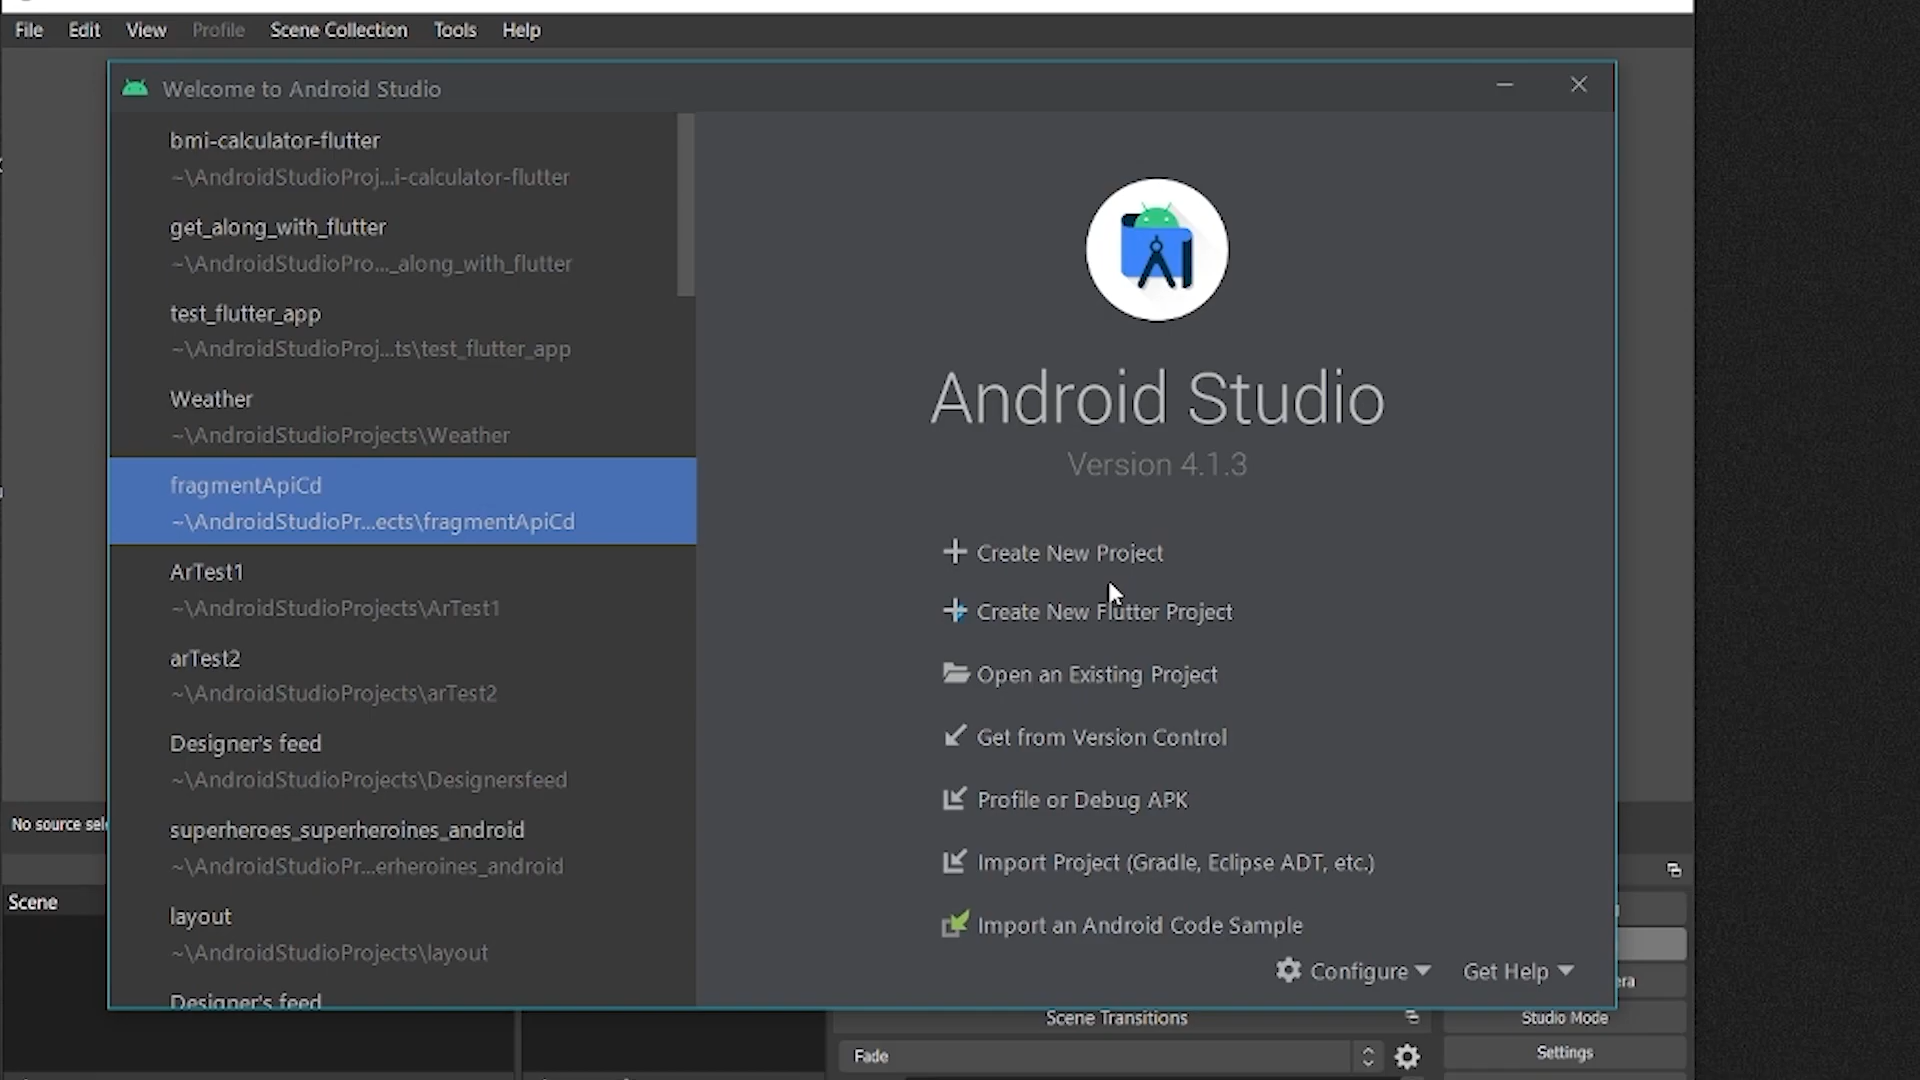 File Edit View Profile Scene Collection Tools Help
Welcome to Android Studio
bmi-calculator-flutter
~\AndroidStudioProj...i-calculator-flutter
get_along_with_flutter
~\AndroidStudioPro..._along_with_flutter
test_flutter_app
~\AndroidStudioProj...ts\test_flutter_app
Weather
~\AndroidStudioProjects\Weather
fragmentApiCd
~\AndroidStudioPr...ects\fragmentApiCd
ArTest1
~\AndroidStudioProjects\ArTest1
arTest2
~\AndroidStudioProjects\arTest2
Designer's feed
~\AndroidStudioProjects\Designersfeed
superheroes_superheroines_android
~\AndroidStudioPr...erheroines_android
layout
~\AndroidStudioProjects\layout
Designer's feed
Android Studio
Version 4.1.3
Create New Project
Create New Flutter Project
Open an Existing Project
Get from Version Control
Profile or Debug APK
Import Project (Gradle, Eclipse ADT, etc.)
Import an Android Code Sample
Configure Get Help
No source sele
Scene
era
Scene Transitions
Studio Mode
Fade
Settings